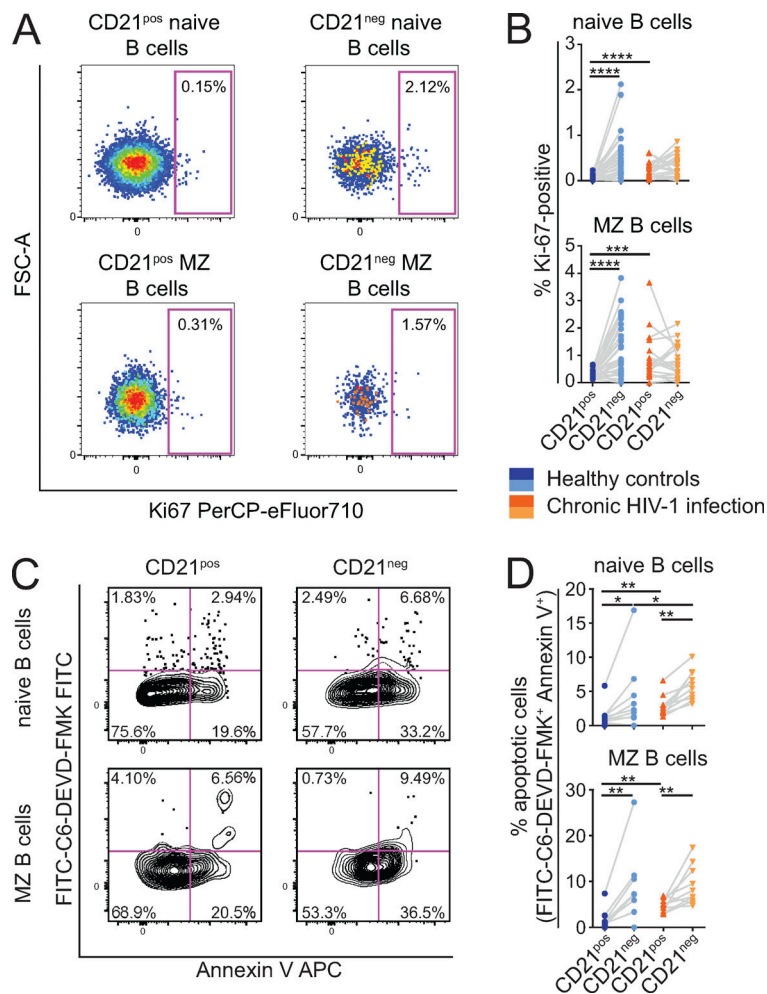 A
CD21pos naive
B cells
CD21neg naive
B cells
0.15%
2.12%
0
0
0
0
CD21pos MZ
B cells
CD21neg MZ
B cells
0.31%
1.57%
0
0
0
0
FSC-A
Ki67 PerCP-eFluor710
B
naive B cells
3
2
1
0
****
****
MZ B cells
5
4
3
2
1
0
***
****
% Ki-67-positive
CD21pos
CD21neg
CD21pos
CD21neg
Healthy controls
Chronic HIV-1 infection
C
CD21pos
CD21neg
naive B cells
1.83%
2.94%
75.6%
19.6%
2.49%
6.68%
57.7%
33.2%
0
0
0
0
MZ B cells
4.10%
6.56%
68.9%
20.5%
0.73%
9.49%
53.3%
36.5%
0
0
0
0
FITC-C6-DEVD-FMK FITC
Annexin V APC
D
naive B cells
20
15
10
5
0
**
*
*
**
MZ B cells
30
20
10
0
**
**
**
% apoptotic cells
(FITC-C6-DEVD-FMK+ Annexin V+)
CD21pos
CD21neg
CD21pos
CD21neg